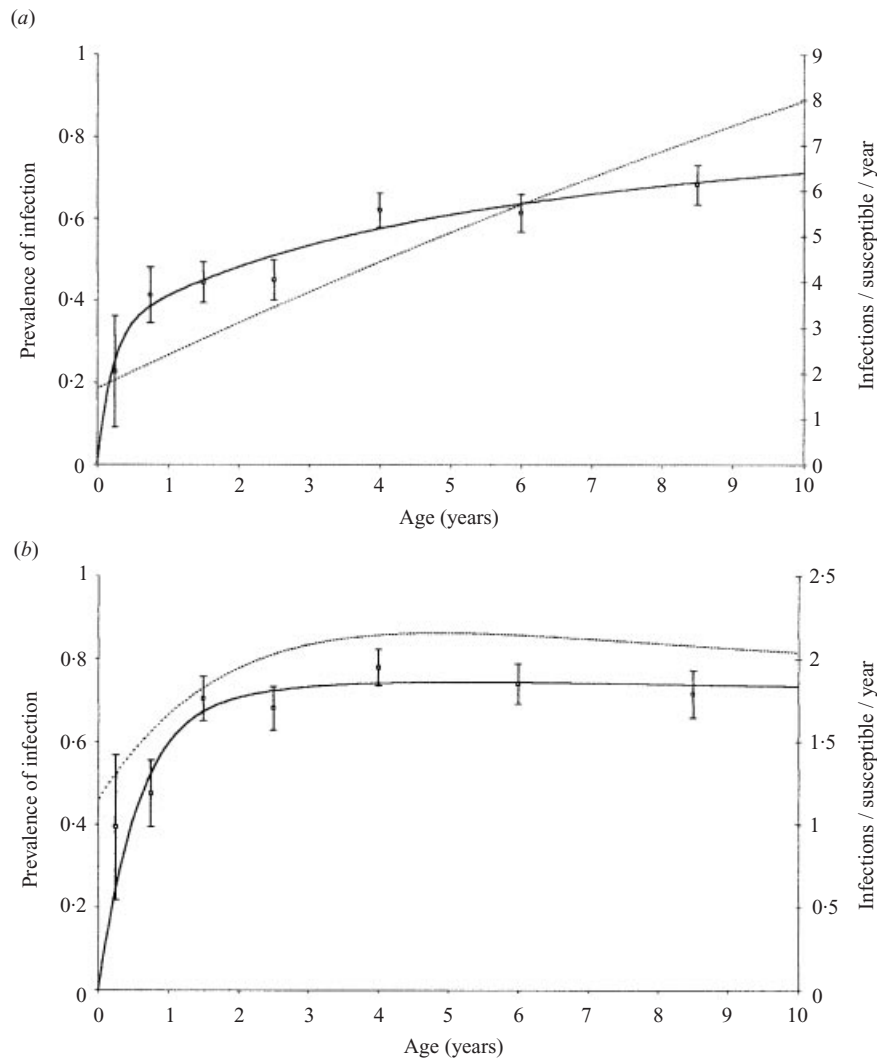 (a)
1
0·8
0·6
0·4
0·2
0
Prevalence of infection
0 1 2 3 4 5 6 7 8 9 10
Age (years)
9
8
7
6
5
4
3
2
1
0
Infections / susceptible / year
(b)
1
0·8
0·6
0·4
0·2
0
Prevalence of infection
0 1 2 3 4 5 6 7 8 9 10
Age (years)
2·5
2
1·5
1
0·5
0
Infections / susceptible / year